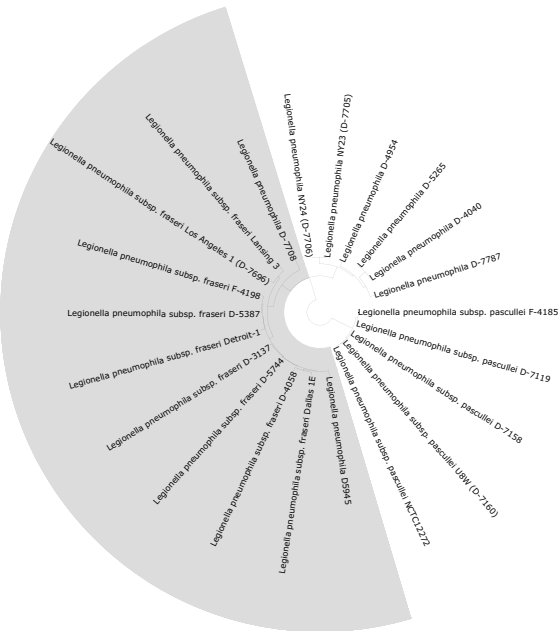 Legionella pneumophila NY24 (D-7706)
Legionella pneumophila NY23 (D-7705)
Legionella pneumophila D-4954
Legionella pneumophila D-5265
Legionella pneumophila D-4040
Legionella pneumophila D-7787
Legionella pneumophila subsp. pascullei F-4185
Legionella pneumophila subsp. pascullei D-7119
Legionella pneumophila subsp. pascullei D-7158
Legionella pneumophila subsp. pascullei U8W (D-7160)
Legionella pneumophila subsp. pascullei NCTC12272
Legionella pneumophila D5945
Legionella pneumophila subsp. fraseri Dallas 1E
Legionella pneumophila subsp. fraseri D-4058
Legionella pneumophila subsp. fraseri D-5744
Legionella pneumophila subsp. fraseri D-3137
Legionella pneumophila subsp. fraseri Detroit-1
Legionella pneumophila subsp. fraseri D-5387
Legionella pneumophila subsp. fraseri F-4198
Legionella pneumophila subsp. fraseri Los Angeles 1 (D-7696)
Legionella pneumophila subsp. fraseri Lansing 3
Legionella pneumophila D-7708